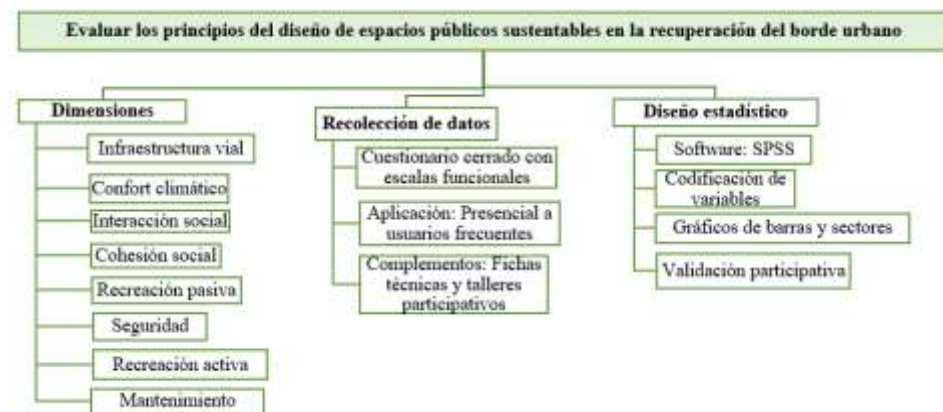 Evaluar los principios del diseño de espacios públicos sustentables en la recuperación del borde urbano
Dimensiones
Infraestructura vial
Confort climático
Interacción social
Cohesión social
Recreación pasiva
Seguridad
Recreación activa
Mantenimiento
Recolección de datos
Cuestionario cerrado con
escalas funcionales
Aplicación: Presencial a
usuarios frecuentes
Complementos: Fichas
técnicas y talleres
participativos
Diseño estadístico
Software: SPSS
Codificación de
variables
Gráficos de barras y sectores
Validación participativa